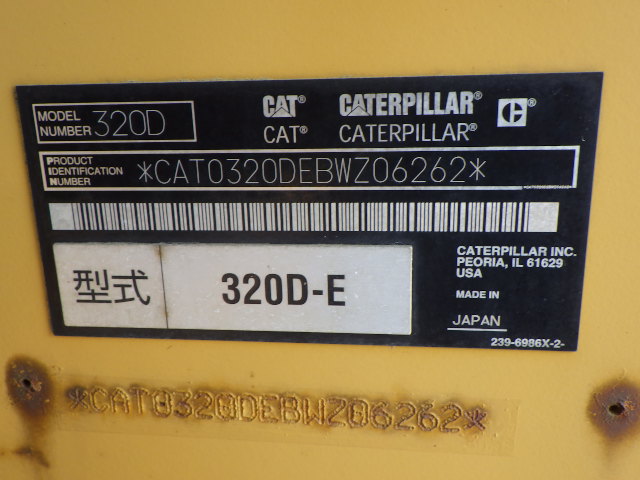 MODEL NUMBER 320D
CAT® CATERPILLAR® C®
CAT® CATERPILLAR®
PRODUCT IDENTIFICATION NUMBER *CAT0320DEBWZ06262*
型式 320D-E
CATERPILLAR INC.
PEORIA, IL 61629
USA
MADE IN
JAPAN
239-6986X-2-
*CAT0320DEBWZ06262*